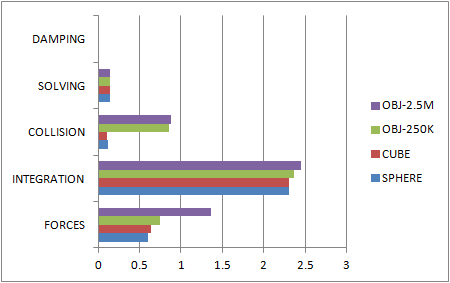 DAMPING
SOLVING
COLLISION
INTEGRATION
FORCES
0 0.5 1 1.5 2 2.5 3
OBJ-2.5M
OBJ-250K
CUBE
SPHERE